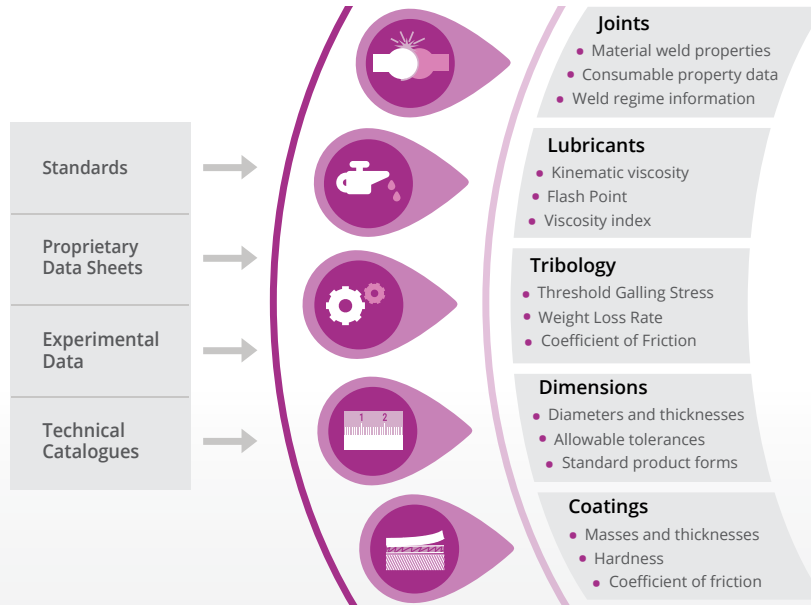 Standards
Proprietary
Data Sheets
Experimental
Data
Technical
Catalogues
1 2
Joints
Material weld properties
Consumable property data
Weld regime information
Lubricants
Kinematic viscosity
Flash Point
Viscosity index
Tribology
Threshold Galling Stress
Weight Loss Rate
Coefficient of Friction
Dimensions
Diameters and thicknesses
Allowable tolerances
Standard product forms
Coatings
Masses and thicknesses
Hardness
Coefficient of friction